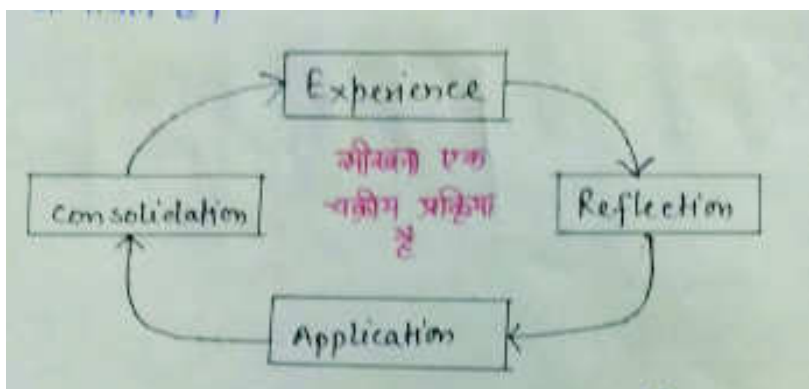 Experience
सीखना एक
चक्रीय प्रक्रिया
है
Consolidation
Reflection
Application